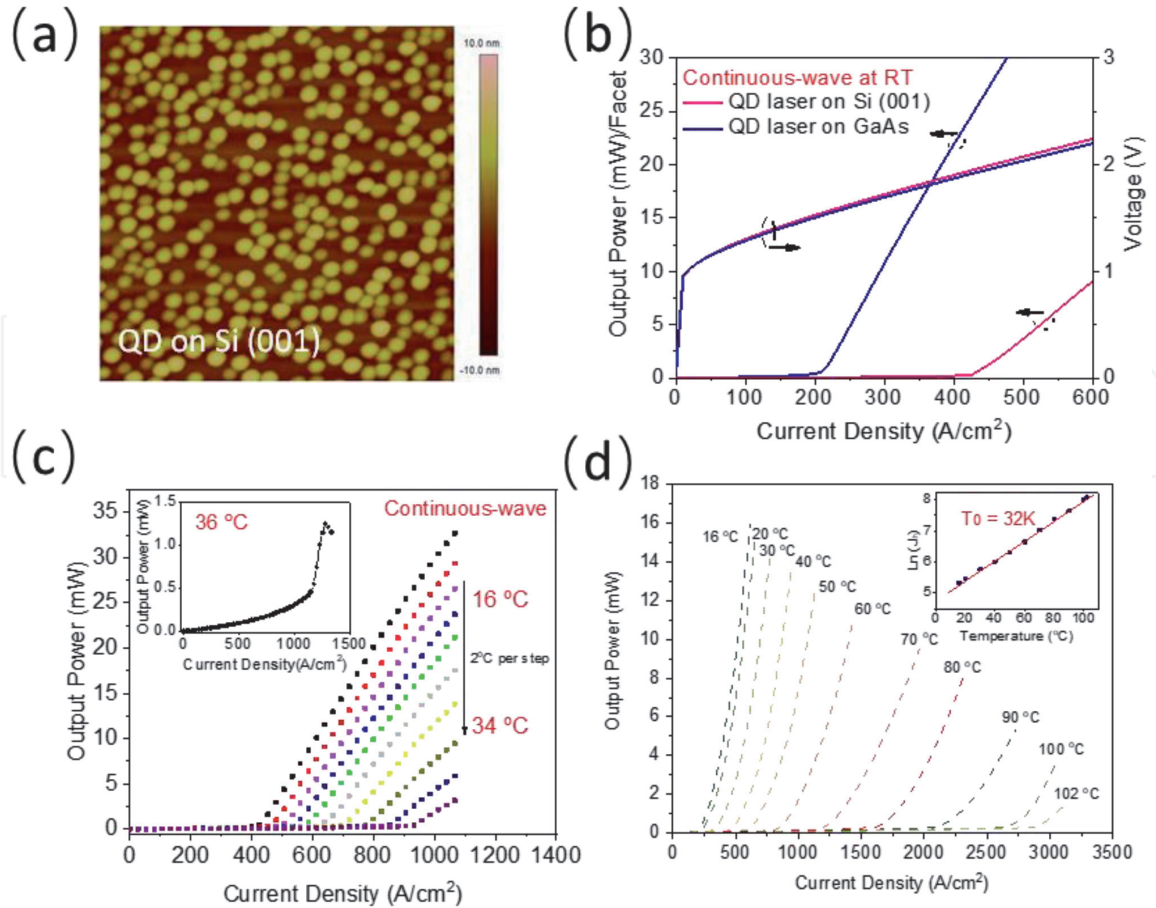 (a)
10.0 nm
-10.0 nm
QD on Si (001)
(b)
Continuous-wave at RT
QD laser on Si (001)
QD laser on GaAs
Output Power (mW)/Facet
30
25
20
15
10
5
0
Voltage (V)
3
2
1
0
0 100 200 300 400 500 600
Current Density (A/cm²)
(c)
Continuous-wave
36 ºC
Output Power (mW)
1.5
1.0
0.5
0.0
0 500 1000 1500
Current Density(A/cm²)
16 ºC
2ºC per step
34 ºC
Output Power (mW)
35
30
25
20
15
10
5
0
0 200 400 600 800 1000 1200 1400
Current Density (A/cm²)
(d)
Output Power (mW)
18
16
14
12
10
8
6
4
2
0
16 ºC
20 ºC
30 ºC
40 ºC
50 ºC
60 ºC
70 ºC
80 ºC
90 ºC
100 ºC
102 ºC
T0 = 32K
8
7
6
5
0 20 40 60 80 100
Temperature (ºC)
0 500 1000 1500 2000 2500 3000 3500
Current Density (A/cm²)